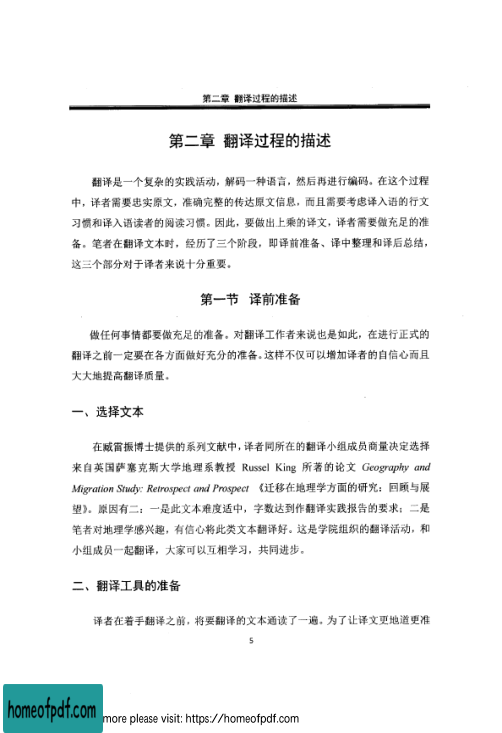 第二章 翻译过程的描述
第二章 翻译过程的描述
翻译是一个复杂的实践活动，解码一种语言，然后再进行编码。在这个过程
中，译者需要忠实原文，准确完整的传达原文信息，而且需要考虑译入语的行文
习惯和译入语读者的阅读习惯。因此，要做出上乘的译文，译者需要做充足的准
备。笔者在翻译文本时，经历了三个阶段，即译前准备、译中整理和译后总结，
这三个部分对于译者来说十分重要。
第一节 译前准备
做任何事情都要做充足的准备。对翻译工作者来说也是如此，在进行正式的
翻译之前一定要在各方面做好充分的准备。这样不仅可以增加译者的自信心而且
大大地提高翻译质量。
一、选择文本
在臧雷振博士提供的系列文献中，译者同所在的翻译小组成员商量决定选择
来自英国萨塞克斯大学地理系教授 Russel King 所著的论文 Geography and
Migration Study: Retrospect and Prospect 《迁移在地理学方面的研究：回顾与展
望》。原因有二：一是此文本难度适中，字数达到作翻译实践报告的要求；二是
笔者对地理学感兴趣，有信心将此类文本翻译好。这是学院组织的翻译活动，和
小组成员一起翻译，大家可以互相学习，共同进步。
二、翻译工具的准备
译者在着手翻译之前，将要翻译的文本通读了一遍。为了让译文更地道更准
5
homeofpdf.com
more please visit: https://homeofpdf.com